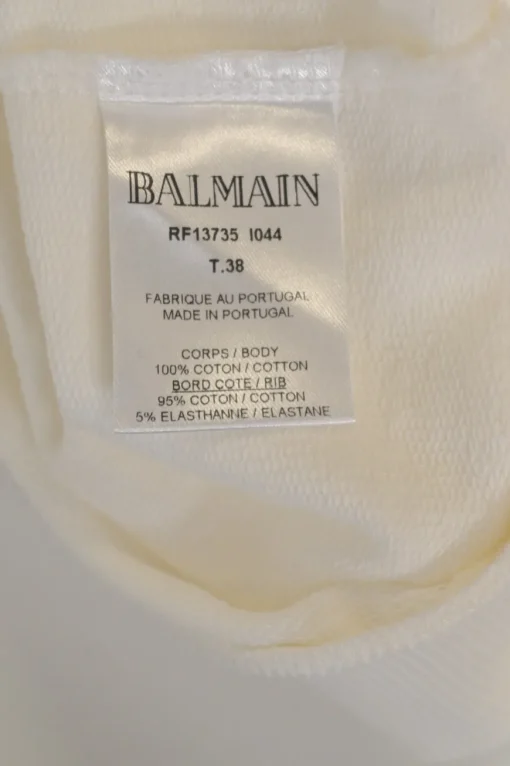 BALMAIN
RF13735 I044
T.38
FABRIQUE AU PORTUGAL
MADE IN PORTUGAL
CORPS / BODY
100% COTON / COTTON
BORD COTE / RIB
95% COTON / COTTON
5% ELASTHANNE / ELASTANE